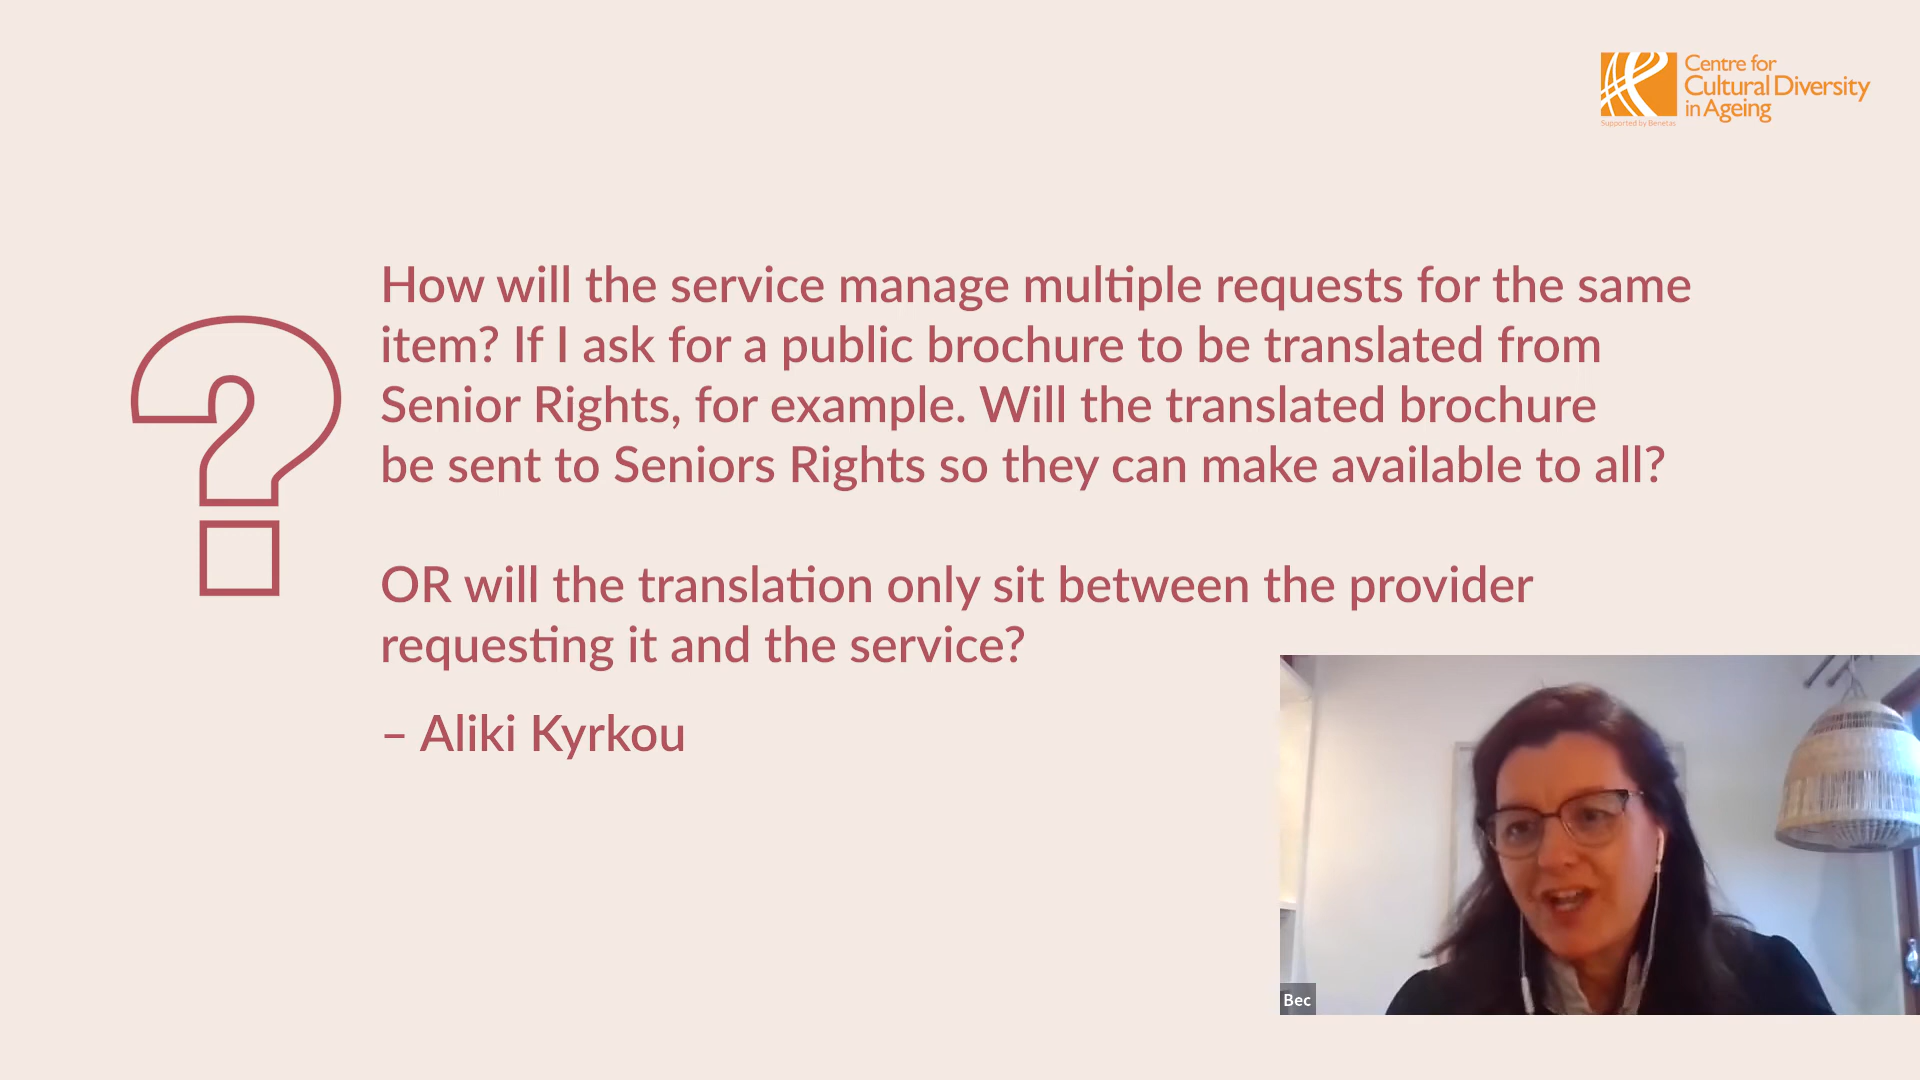 Centre for
Cultural Diversity
in Ageing
Supported by Benetas
How will the service manage multiple requests for the same
item? If I ask for a public brochure to be translated from
Senior Rights, for example. Will the translated brochure
be sent to Seniors Rights so they can make available to all?
OR will the translation only sit between the provider
requesting it and the service?
– Aliki Kyrkou
Bec